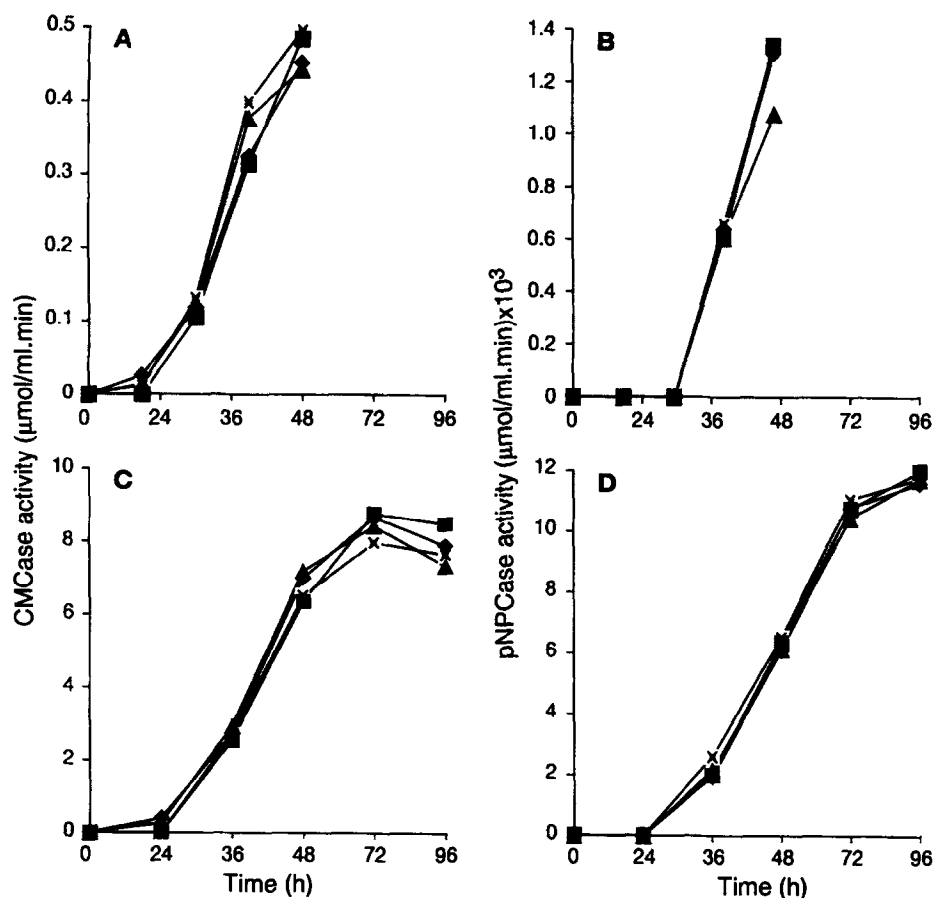 A
0.5
0.4
0.3
0.2
0.1
0
0 24 36 48 72 96
B
1.4
1.2
1.0
0.8
0.6
0.4
0.2
0
0 24 36 48 72 96
CMCase activity (µmol/ml.min)
pNPCase activity (µmol/ml.min)x10³
C
10
8
6
4
2
0
0 24 36 48 72 96
Time (h)
D
12
10
8
6
4
2
0
0 24 36 48 72 96
Time (h)